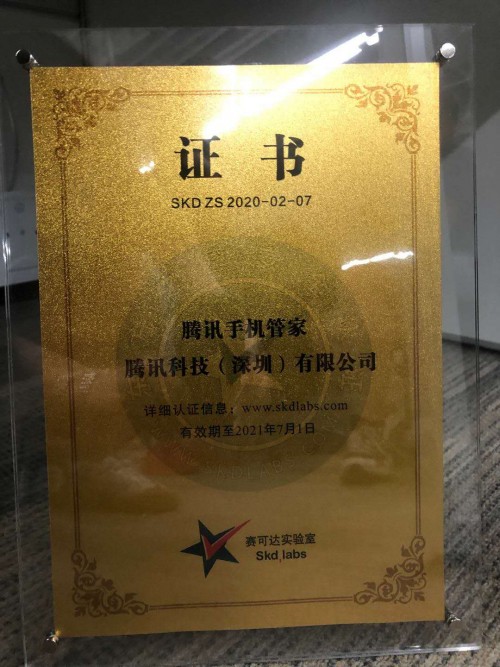 证 书
SKD ZS 2020-02-07
腾讯手机管家
腾讯科技（深圳）有限公司
详细认证信息：www.skdlabs.com
有效期至2021年7月1日
赛可达实验室
Skd labs